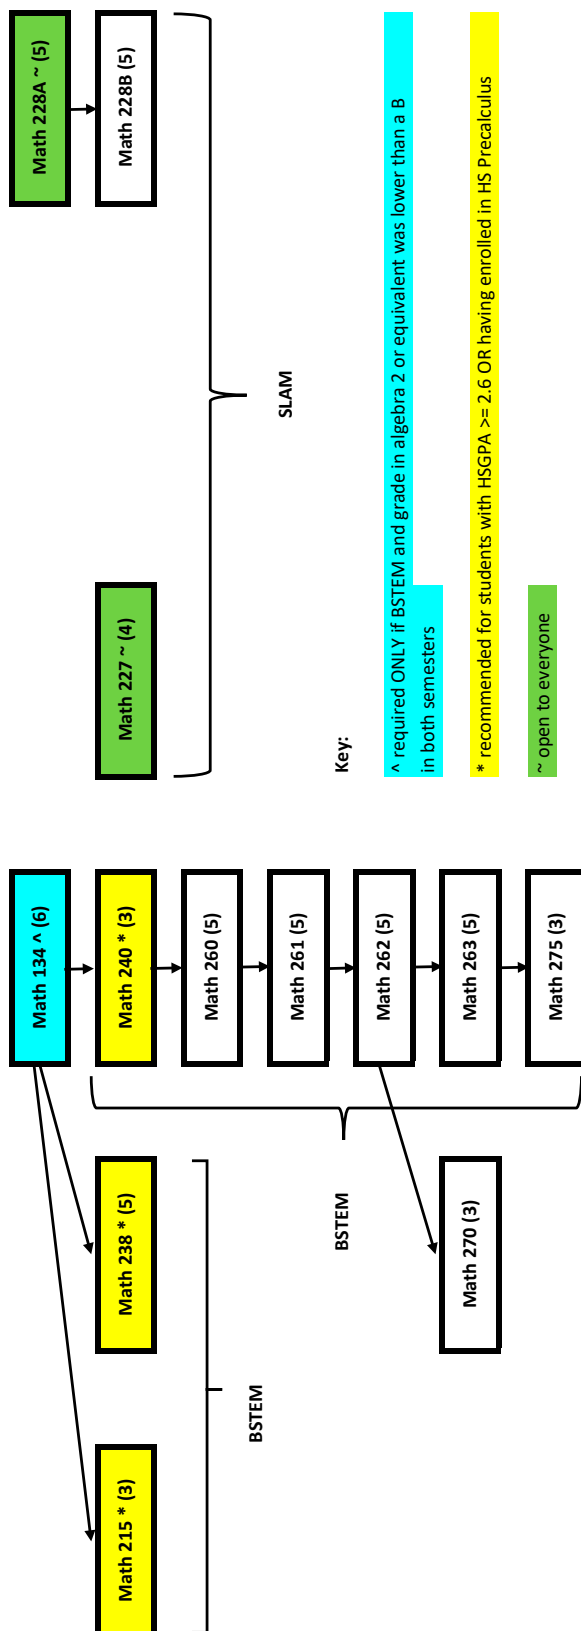 Math 134 ^ (6)
Math 228A ~ (5)
Math 215 * (3)
Math 238 * (5)
Math 240 * (3)
Math 227 ~ (4)
Math 228B (5)
Math 260 (5)
BSTEM
Math 261 (5)
SLAM
BSTEM
Math 262 (5)
Key:
Math 270 (3)
Math 263 (5)
^ required ONLY if BSTEM and grade in algebra 2 or equivalent was lower than a B
in both semesters
Math 275 (3)
* recommended for students with HSGPA >= 2.6 OR having enrolled in HS Precalculus
~ open to everyone